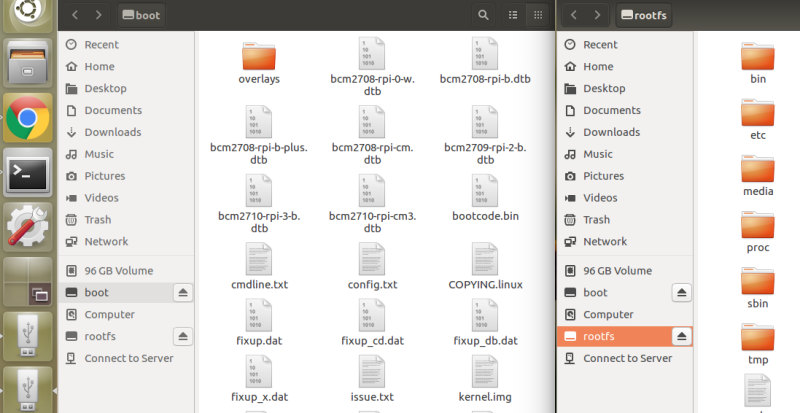 boot
Recent
Home
Desktop
Documents
Downloads
Music
Pictures
Videos
Trash
Network
96 GB Volume
boot
Computer
rootfs
Connect to Server
overlays
bcm2708-rpi-0-w.
dtb
bcm2708-rpi-b.dtb
bcm2708-rpi-b-plus.
dtb
bcm2708-rpi-cm.
dtb
bcm2709-rpi-2-b.
dtb
bcm2710-rpi-3-b.
dtb
bcm2710-rpi-cm3.
dtb
bootcode.bin
cmdline.txt
config.txt
COPYING.linux
fixup.dat
fixup_cd.dat
fixup_db.dat
fixup_x.dat
issue.txt
kernel.img
rootfs
Recent
Home
Desktop
Documents
Downloads
Music
Pictures
Videos
Trash
Network
96 GB Volume
boot
Computer
rootfs
Connect to Server
bin
etc
media
proc
sbin
tmp